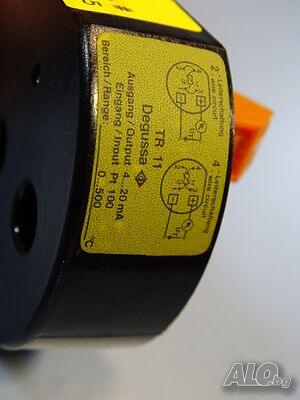 2 - Leiterschaltung
- wire circuit
4 - Leiterschaltung
wire circuit
TR 11
Degussa
Ausgang / Output 4...20 mA
Eingang / Input Pt 100
Bereich / Range:
0...500 °C
ALO.bg